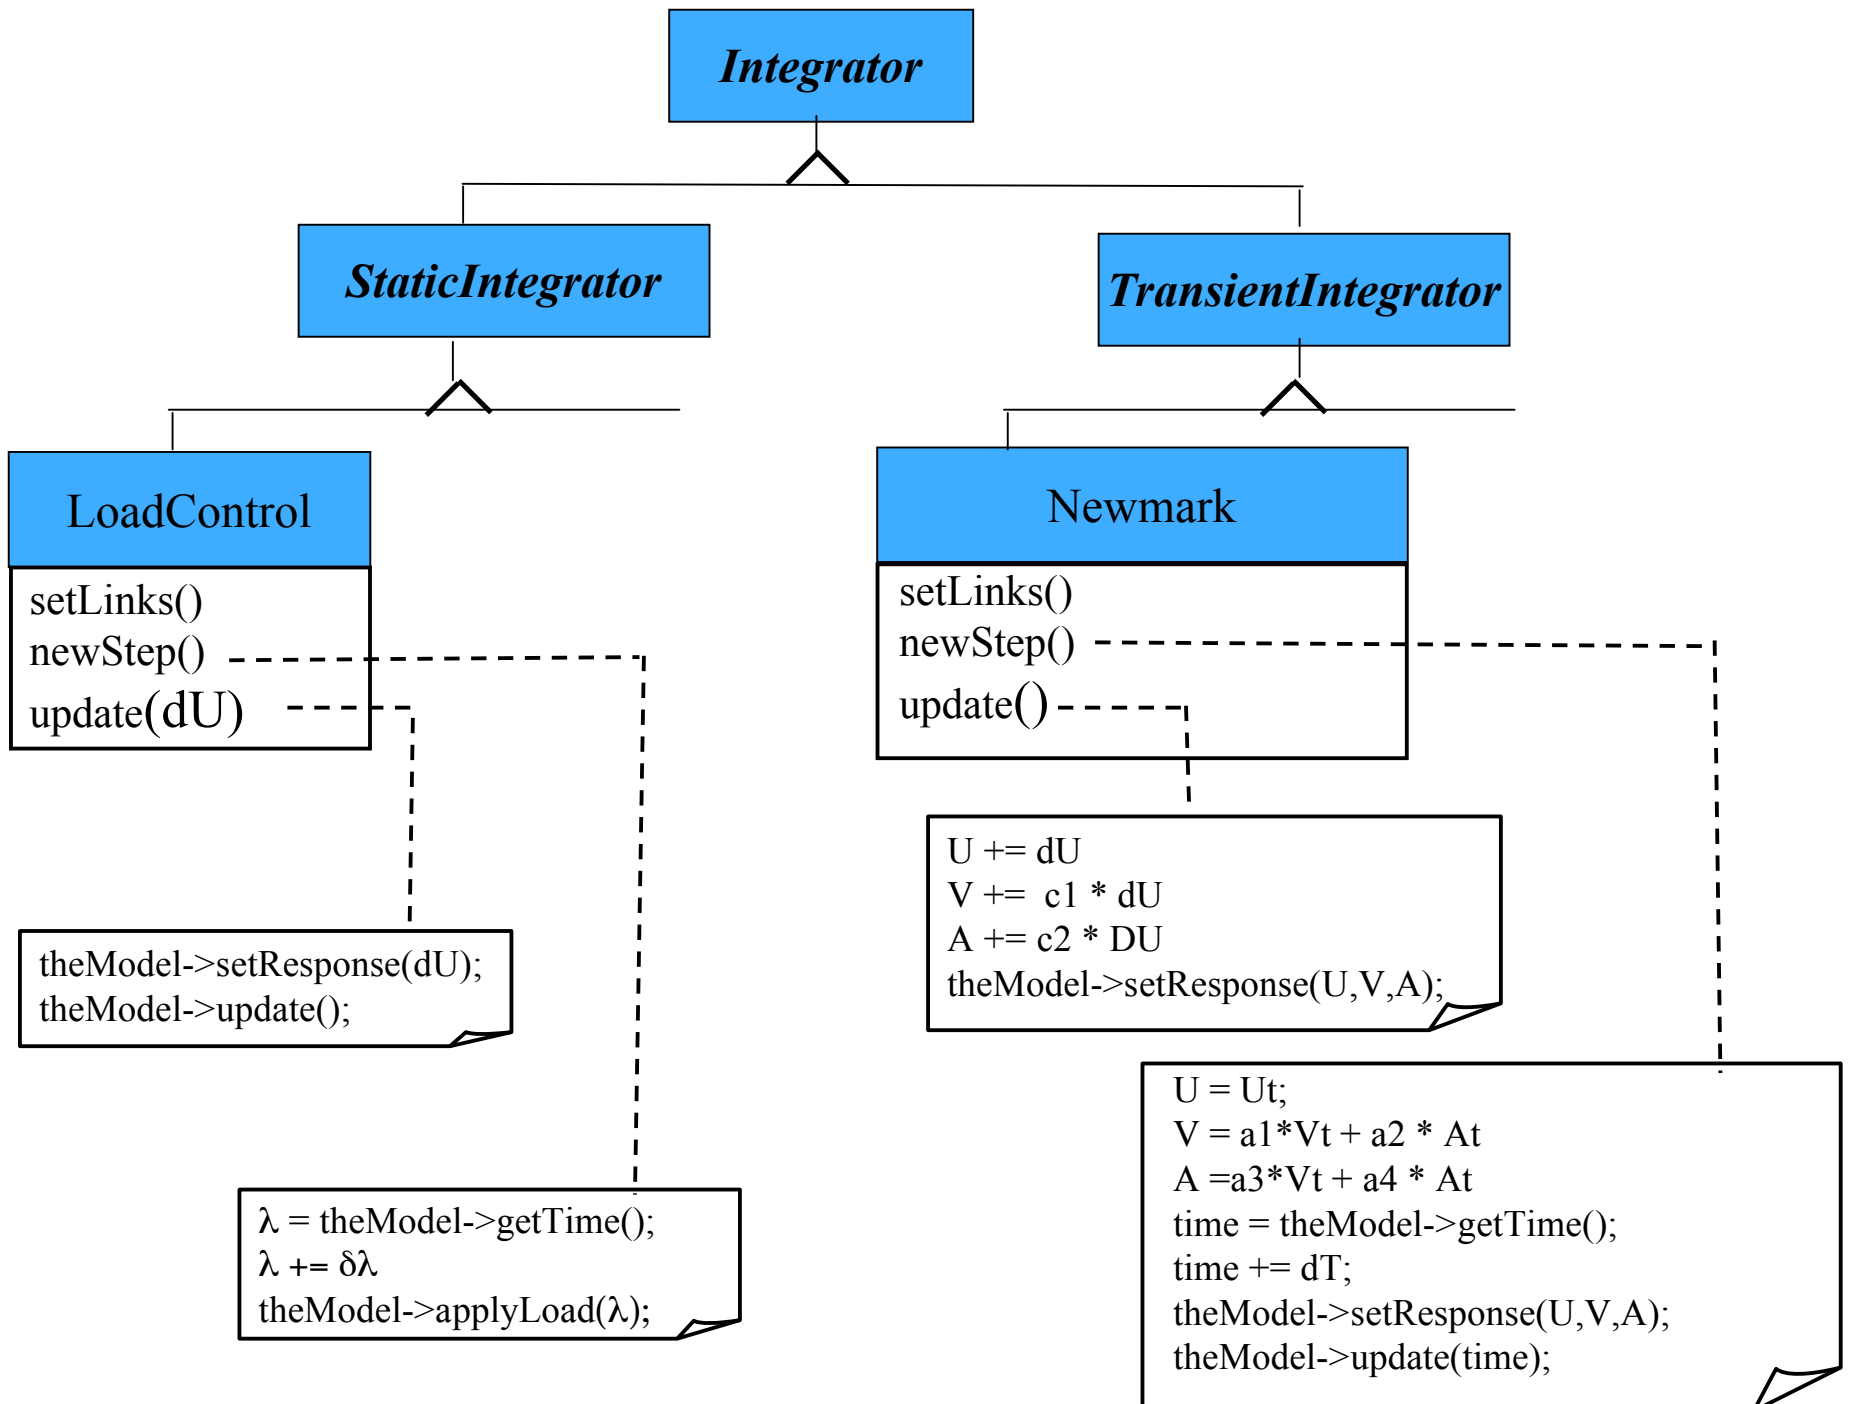 Integrator
StaticIntegrator
TransientIntegrator
LoadControl
setLinks()
newStep()
update(dU)
Newmark
setLinks()
newStep()
update()
U += dU
V +=  c1 * dU
A += c2 * DU
theModel->setResponse(U,V,A);
theModel->setResponse(dU);
theModel->update();
U = Ut;
V = a1*Vt + a2 * At
A =a3*Vt + a4 * At
time = theModel->getTime();
time += dT;
theModel->setResponse(U,V,A);
theModel->update(time);
λ = theModel->getTime();
λ += δλ
theModel->applyLoad(λ);